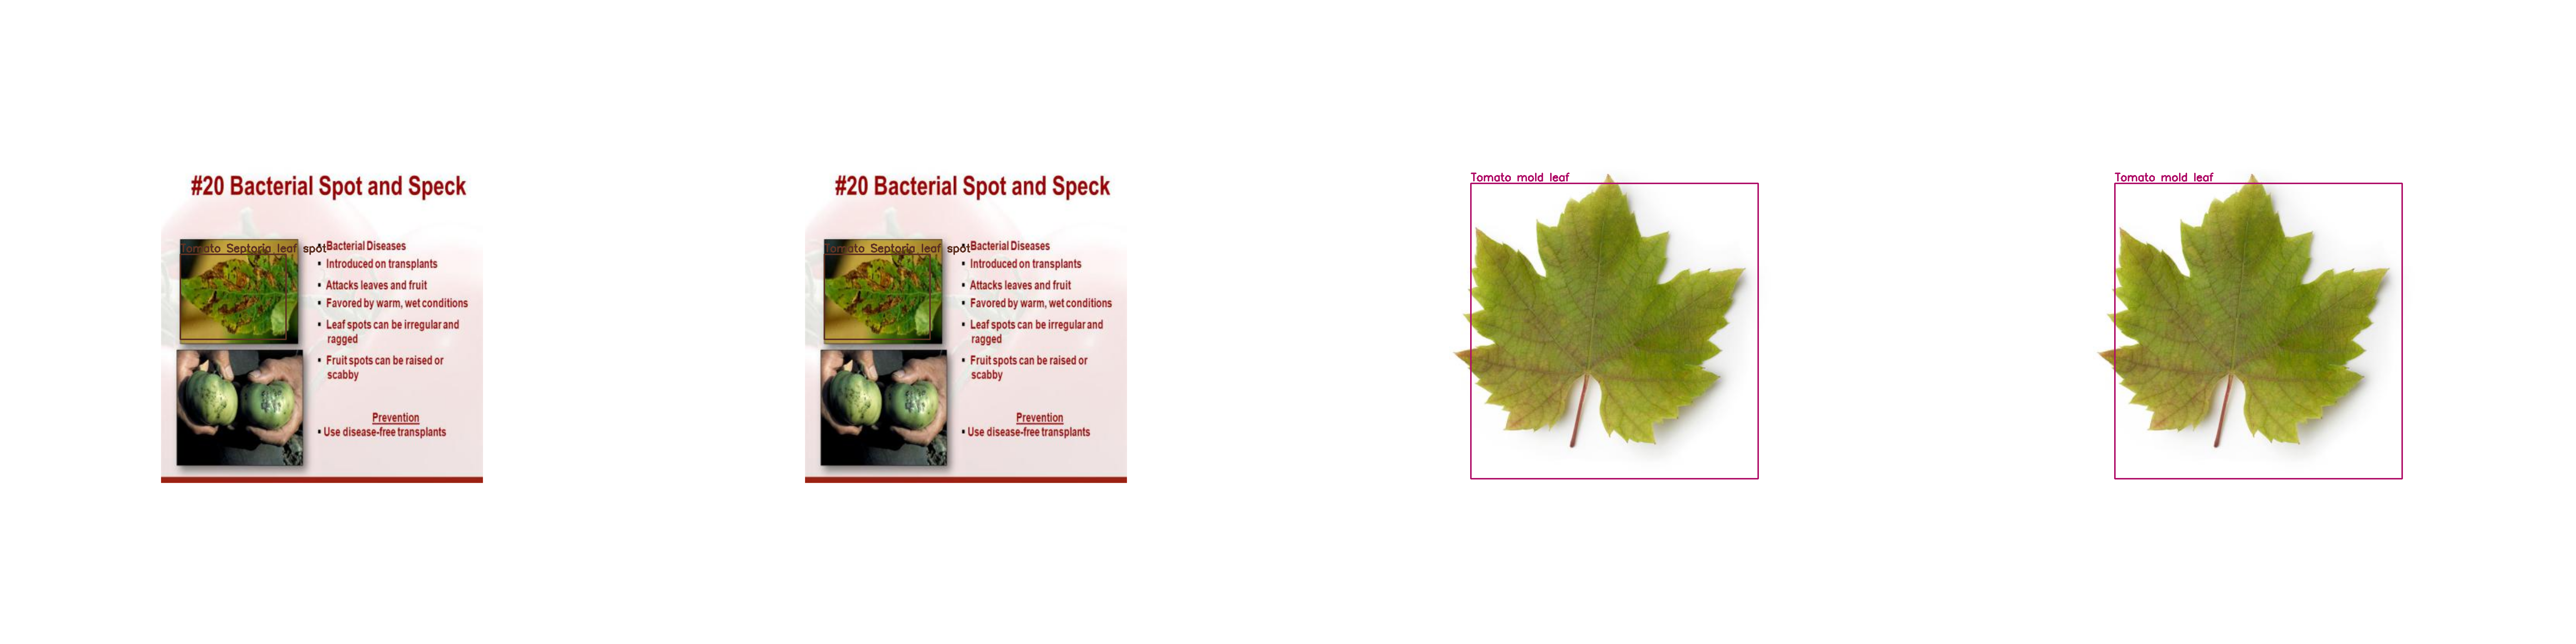 #20 Bacterial Spot and Speck
Tomato Septoria leaf spot
Bacterial Diseases
▪ Introduced on transplants
▪ Attacks leaves and fruit
▪ Favored by warm, wet conditions
▪ Leaf spots can be irregular and
ragged
▪ Fruit spots can be raised or
scabby
Prevention
▪ Use disease-free transplants
#20 Bacterial Spot and Speck
Tomato Septoria leaf spot
Bacterial Diseases
▪ Introduced on transplants
▪ Attacks leaves and fruit
▪ Favored by warm, wet conditions
▪ Leaf spots can be irregular and
ragged
▪ Fruit spots can be raised or
scabby
Prevention
▪ Use disease-free transplants
Tomato mold leaf
Tomato mold leaf